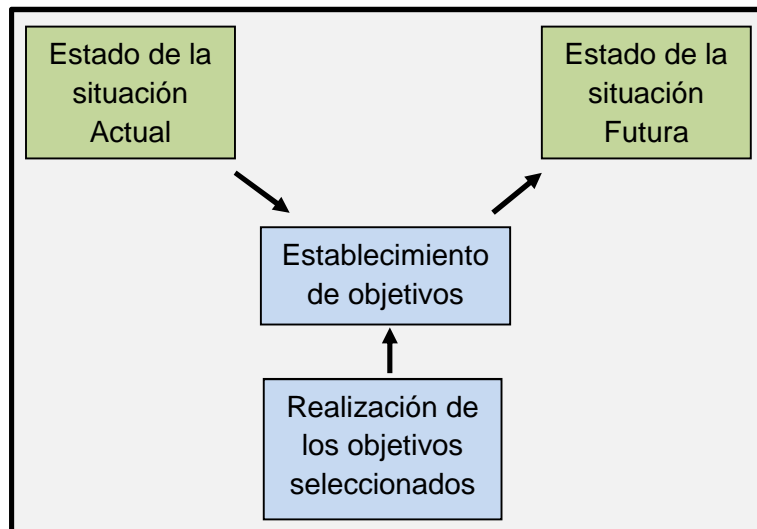 Estado de la
situación
Actual
Estado de la
situación
Futura
Establecimiento
de objetivos
Realización de
los objetivos
seleccionados